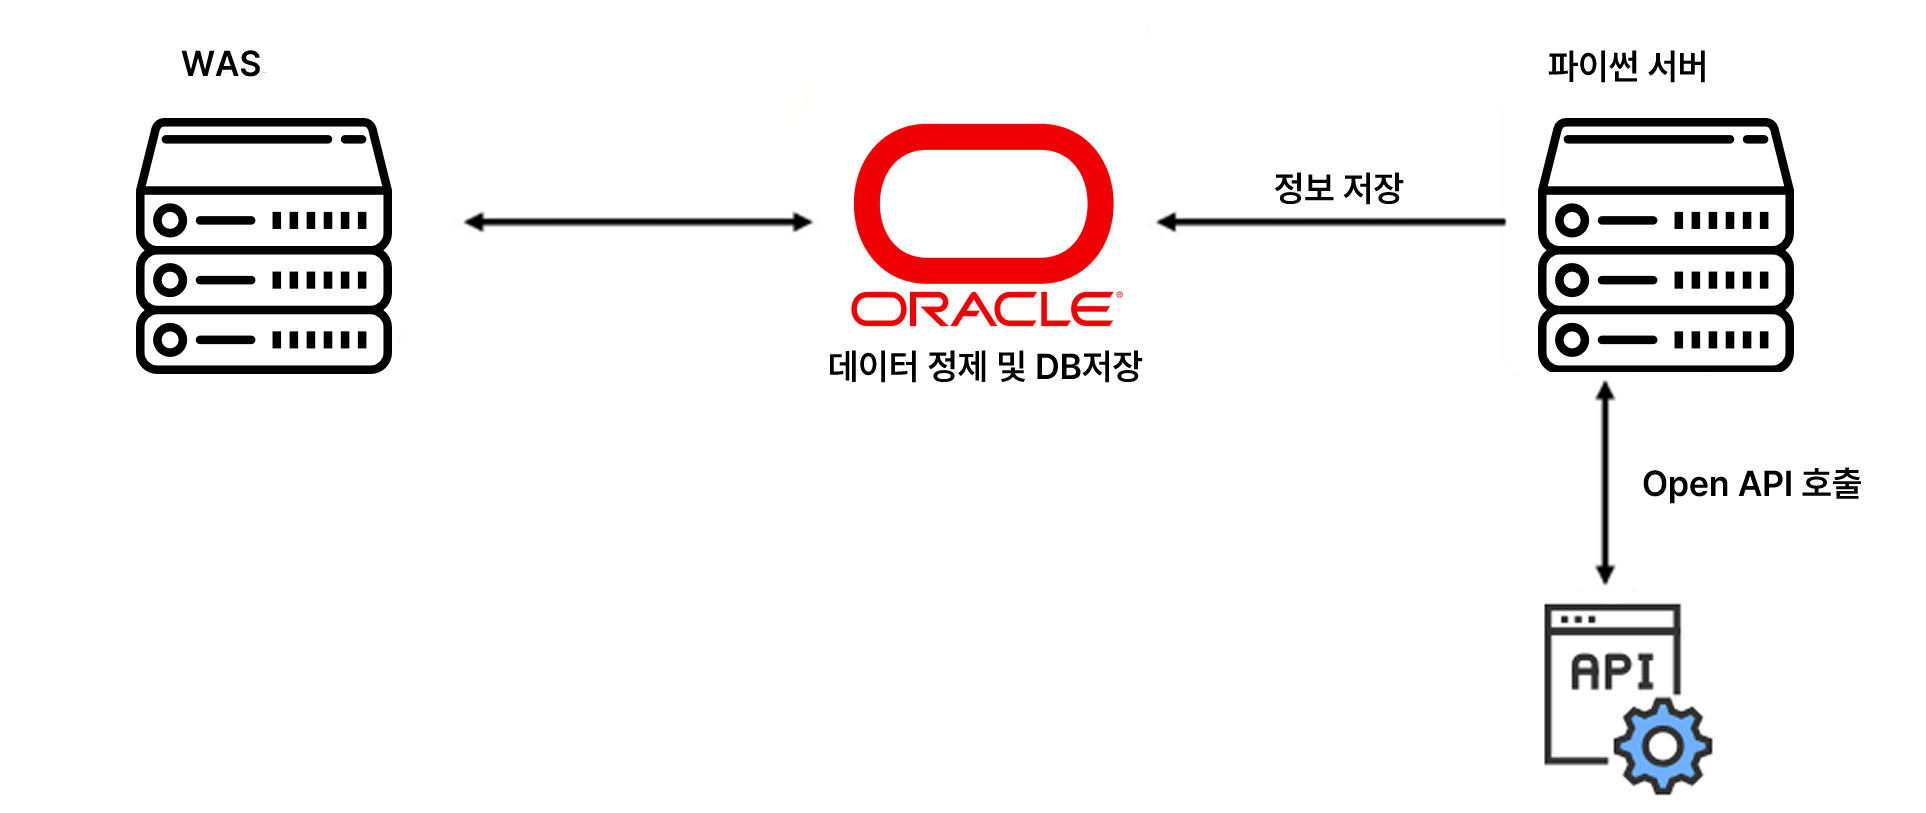 WAS
파이썬 서버
정보 저장
ORACLE®
데이터 정제 및 DB저장
Open API 호출
API